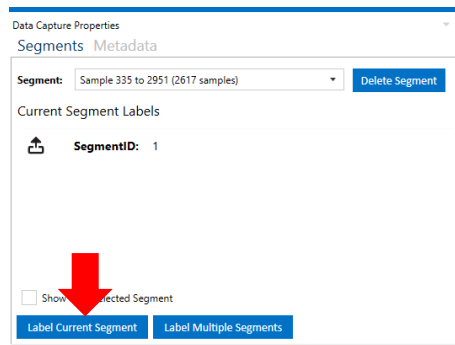 Data Capture Properties
Segments Metadata
Segment: Sample 335 to 2951 (2617 samples) Delete Segment
Current Segment Labels
SegmentID: 1
Show Selected Segment
Label Current Segment Label Multiple Segments